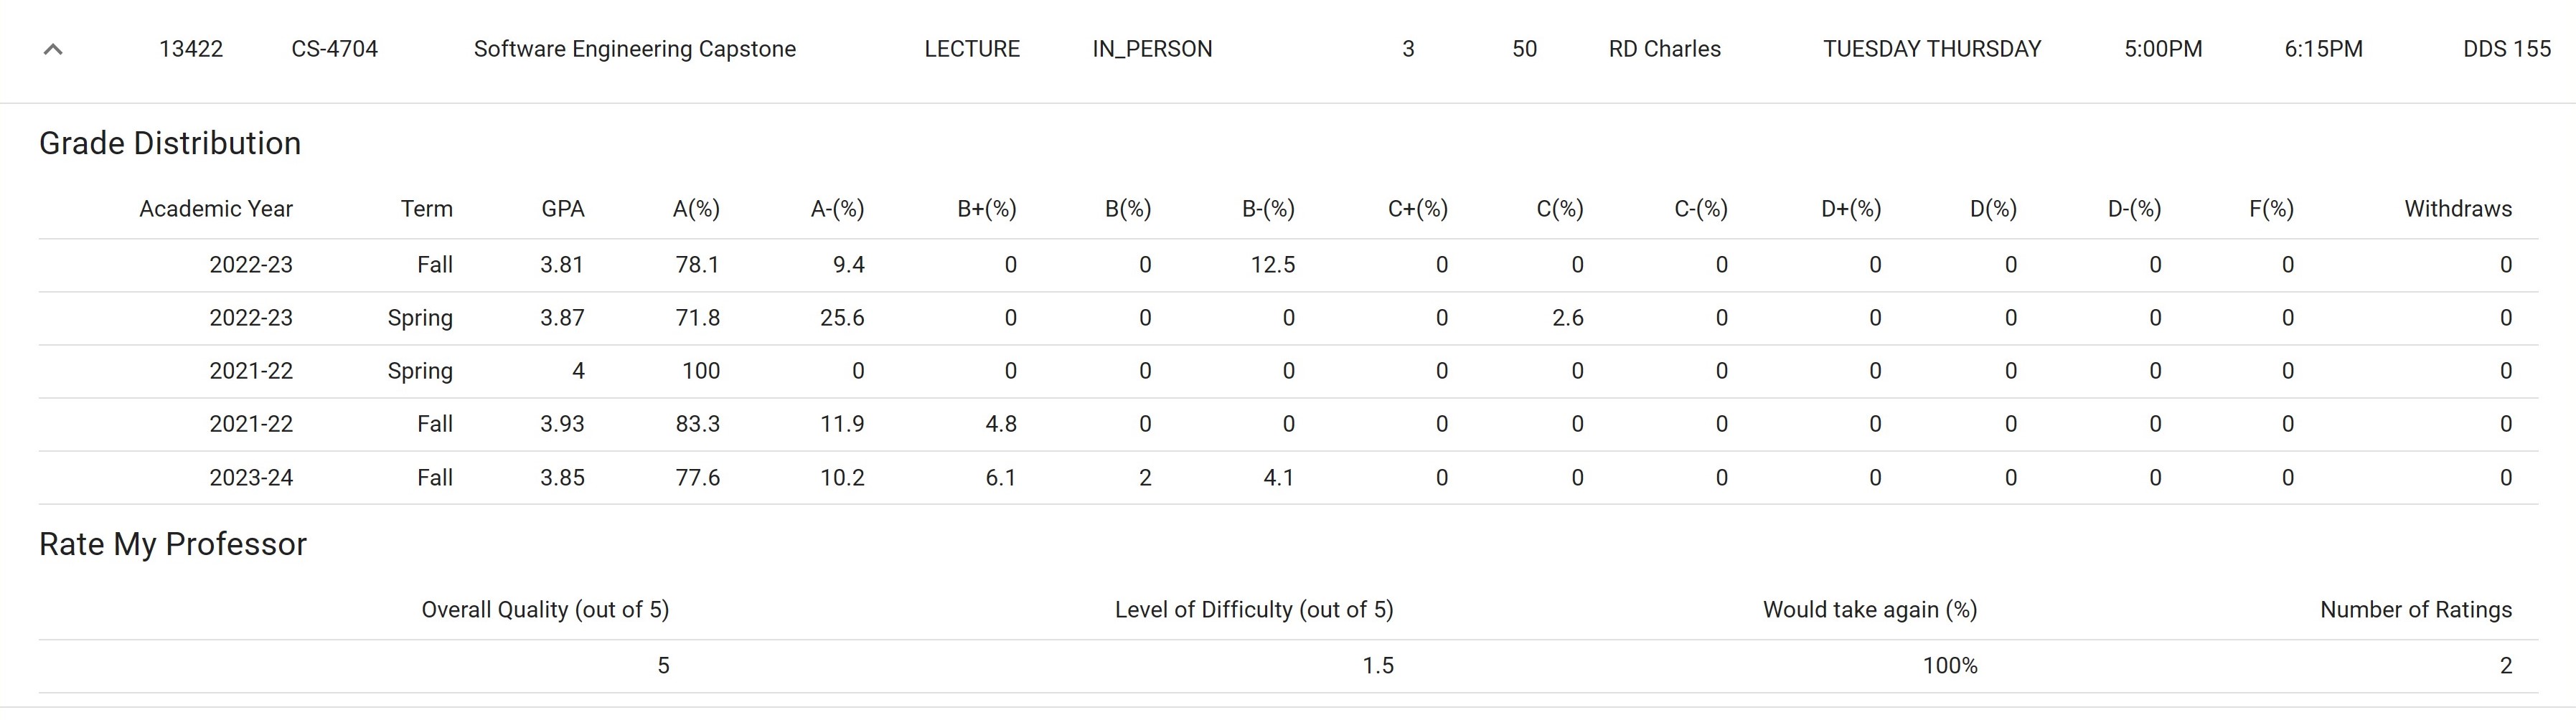 13422 CS-4704 Software Engineering Capstone LECTURE IN_PERSON 3 50 RD Charles TUESDAY THURSDAY 5:00PM 6:15PM DDS 155
Grade Distribution
Academic Year Term GPA A(%) A-(%) B+(%) B(%) B-(%) C+(%) C(%) C-(%) D+(%) D(%) D-(%) F(%) Withdraws
2022-23 Fall 3.81 78.1 9.4 0 0 12.5 0 0 0 0 0 0 0 0
2022-23 Spring 3.87 71.8 25.6 0 0 0 0 2.6 0 0 0 0 0 0
2021-22 Spring 4 100 0 0 0 0 0 0 0 0 0 0 0 0
2021-22 Fall 3.93 83.3 11.9 4.8 0 0 0 0 0 0 0 0 0 0
2023-24 Fall 3.85 77.6 10.2 6.1 2 4.1 0 0 0 0 0 0 0 0
Rate My Professor
Overall Quality (out of 5) Level of Difficulty (out of 5) Would take again (%) Number of Ratings
5 1.5 100% 2